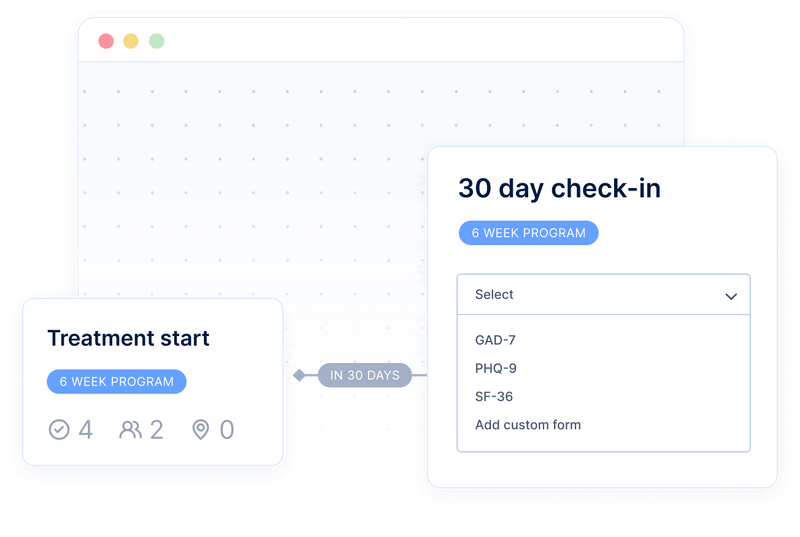 30 day check-in
6 WEEK PROGRAM
Select
GAD-7
PHQ-9
SF-36
Add custom form
Treatment start
6 WEEK PROGRAM
4 2 0
IN 30 DAYS